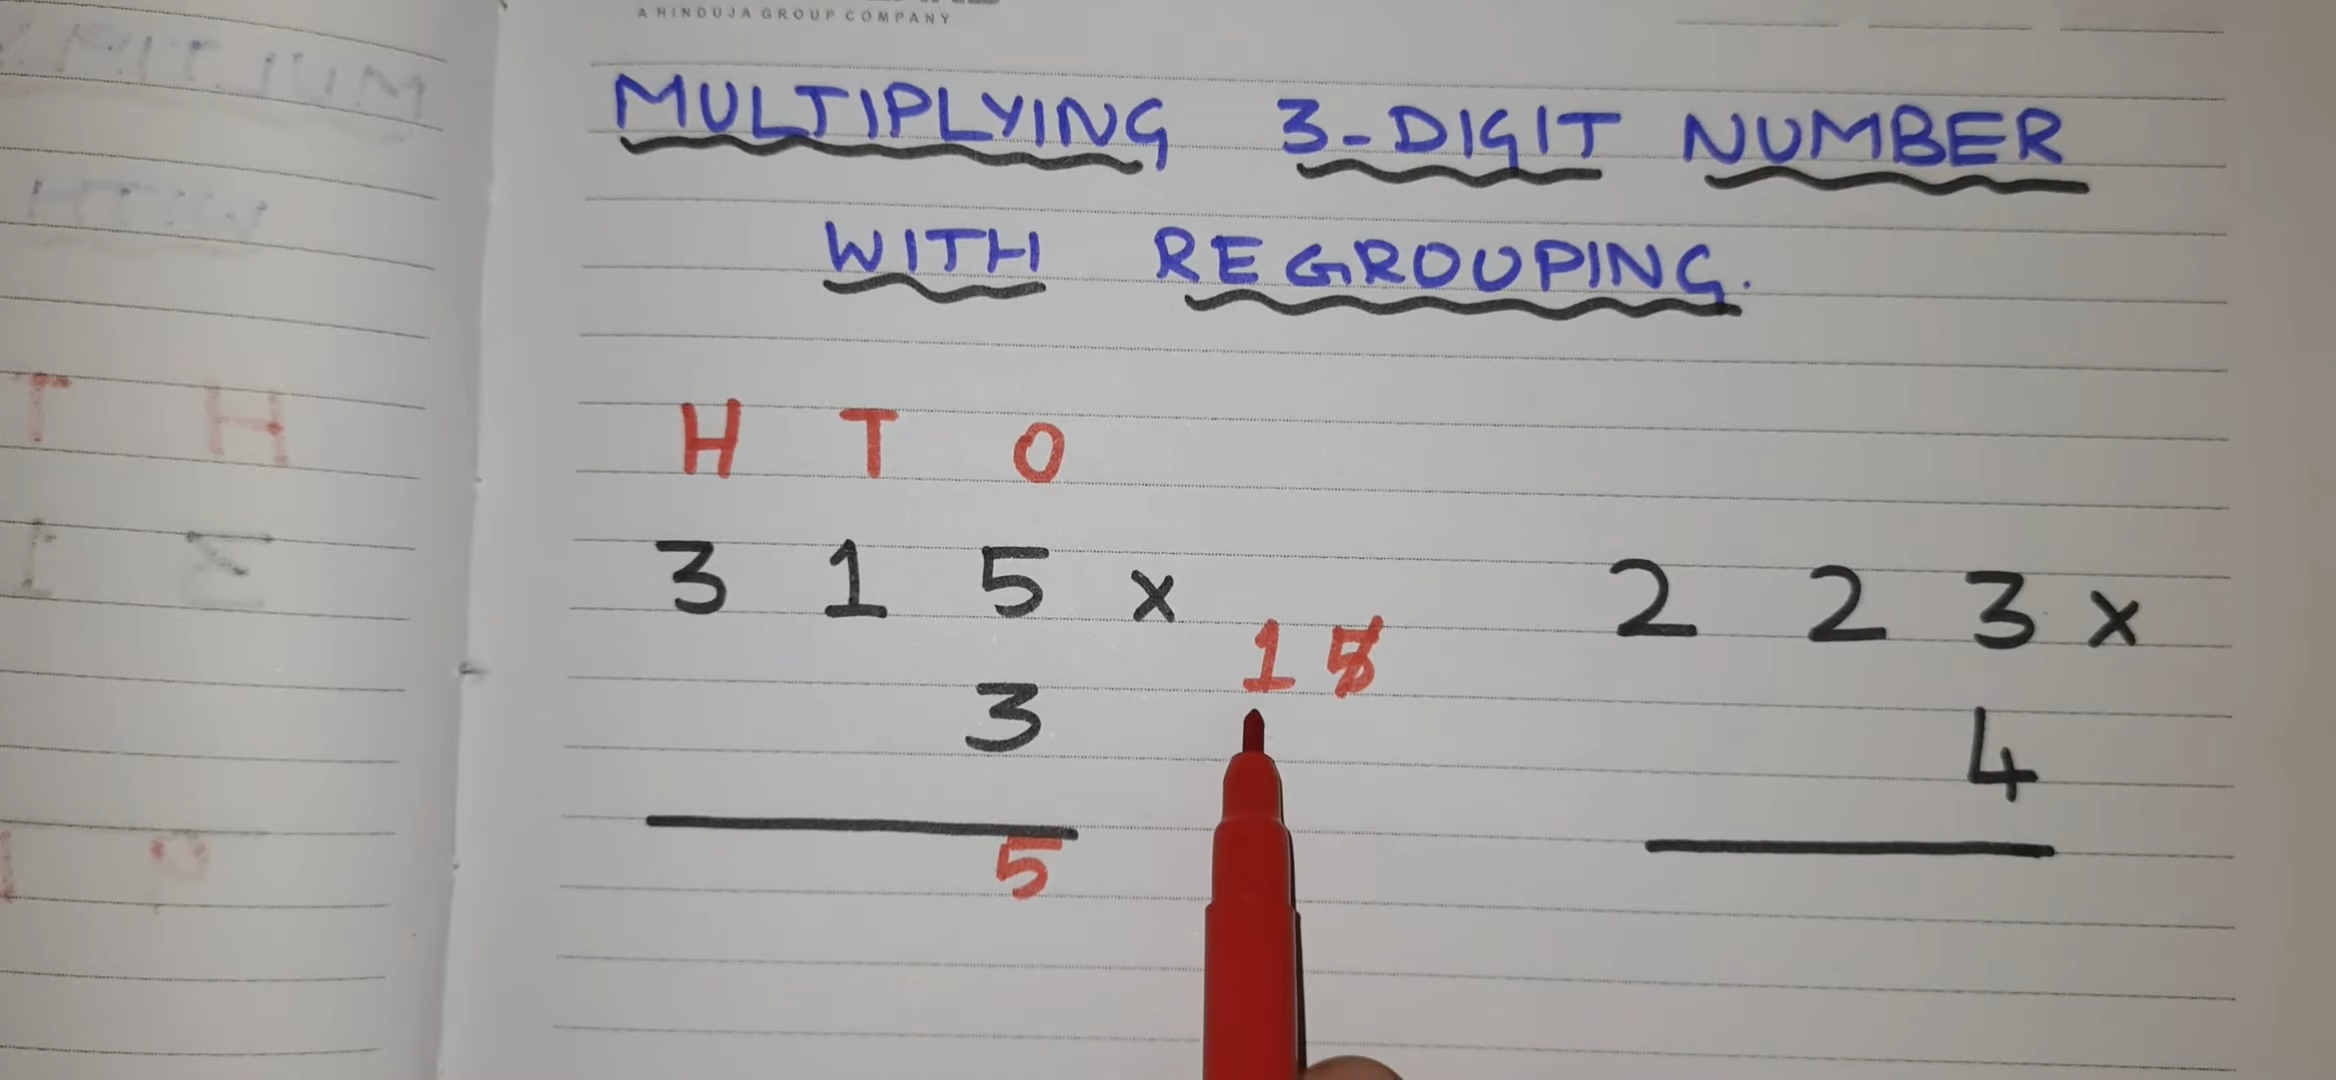 A HINDUJA GROUP COMPANY
MULTIPLYING 3-DIGIT NUMBER
WITH REGROUPING.
H T O
3 1 5 x
1 5
3
5
2 2 3 x
4